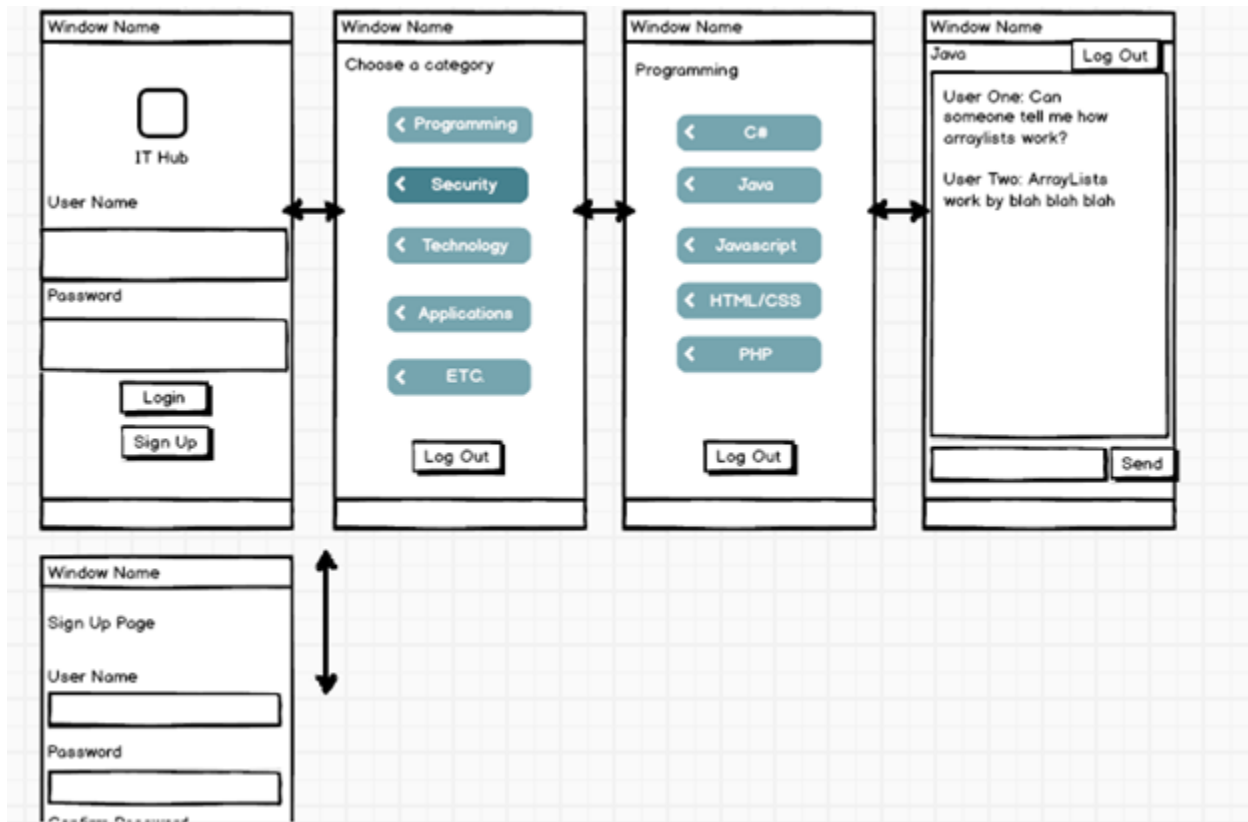 Window Name
IT Hub
User Name
Password
Login
Sign Up
Window Name
Choose a category
Programming
Security
Technology
Applications
ETC.
Log Out
Window Name
Programming
C#
Java
Javascript
HTML/CSS
PHP
Log Out
Window Name
Java
Log Out
User One: Can
someone tell me how
arraylists work?
User Two: ArrayLists
work by blah blah blah
Send
Window Name
Sign Up Page
User Name
Password
Confirm Password